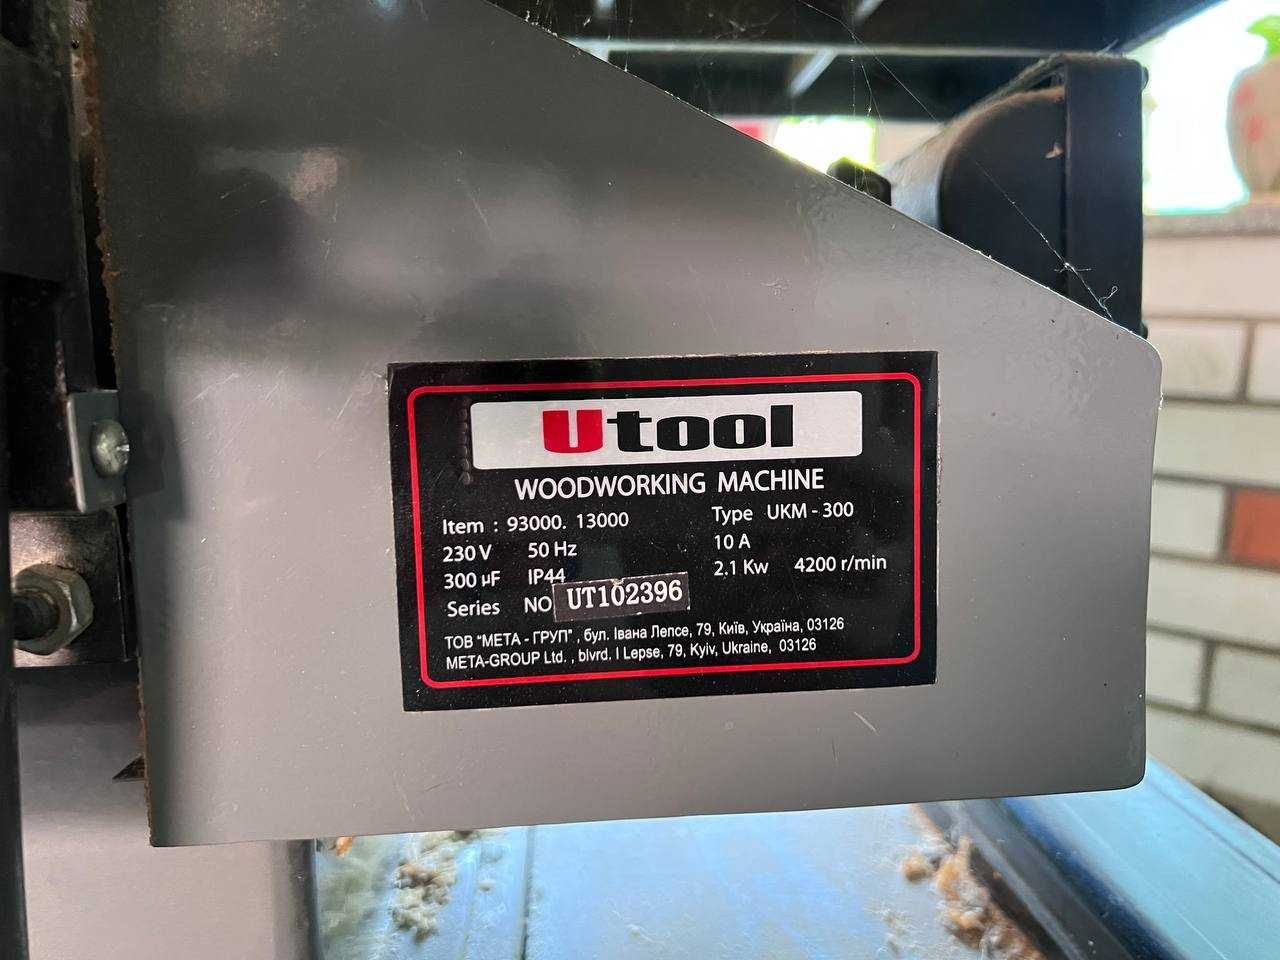 Utool
WOODWORKING MACHINE
Item : 93000. 13000 Type UKM - 300
230 V 50 Hz 10 A
300 µF IP44 2.1 Kw 4200 r/min
Series NO UT102396
ТОВ "МЕТА - ГРУП" , бул. Івана Лепсе, 79, Київ, Україна, 03126
META-GROUP Ltd. , blvrd. I Lepse, 79, Kyiv, Ukraine, 03126